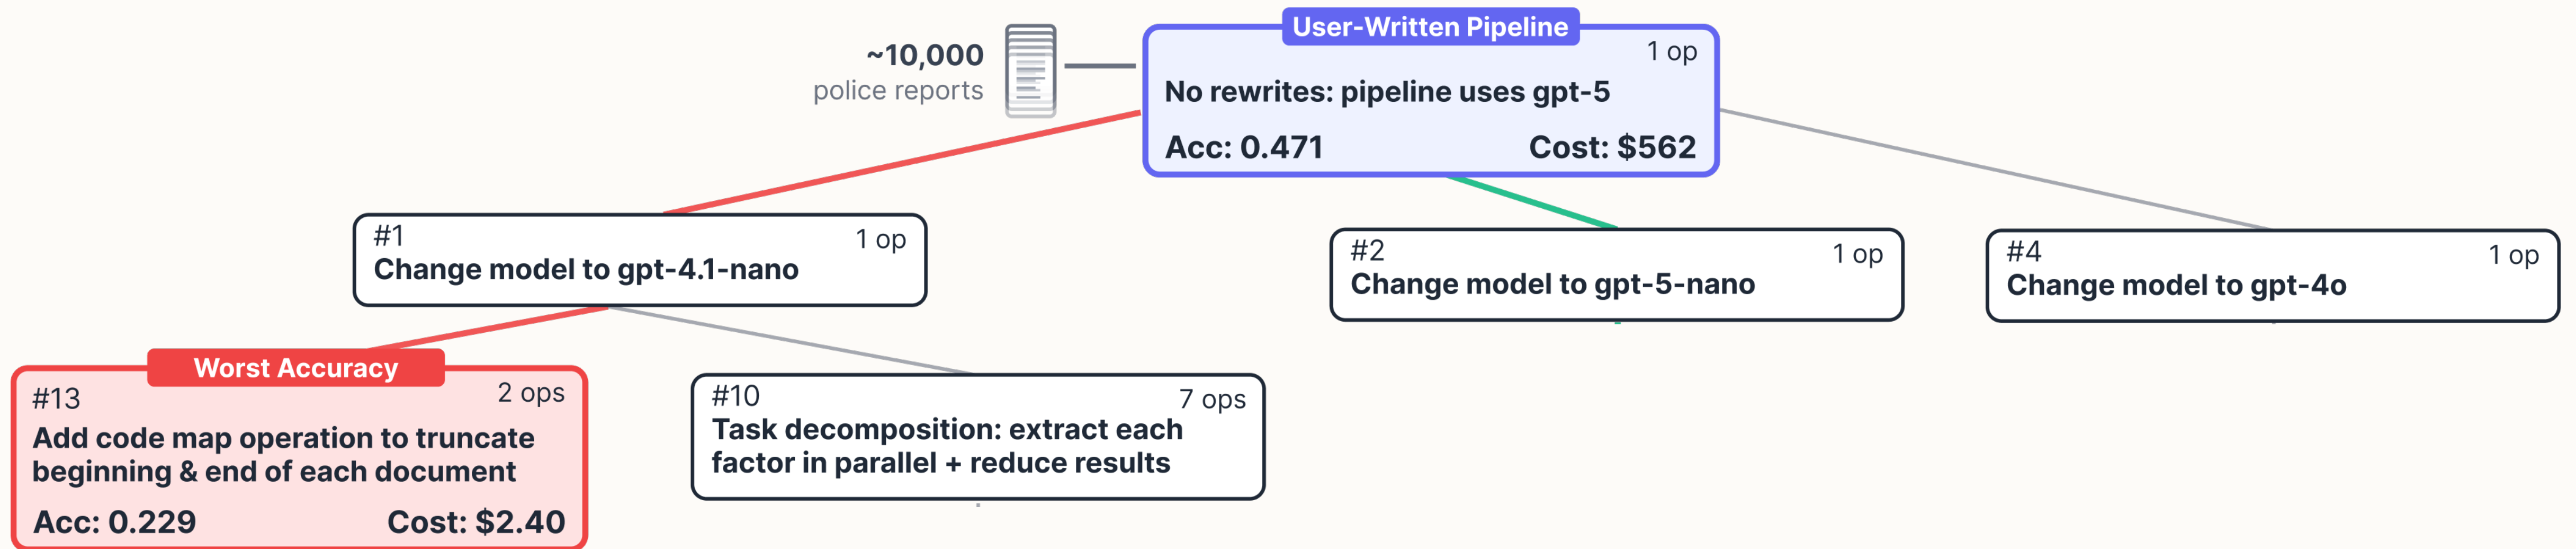 ~10,000
police reports
User-Written Pipeline
1 op
No rewrites: pipeline uses gpt-5
Acc: 0.471 Cost: $562
#1 1 op
Change model to gpt-4.1-nano
#2 1 op
Change model to gpt-5-nano
#4 1 op
Change model to gpt-4o
Worst Accuracy
#13 2 ops
Add code map operation to truncate
beginning & end of each document
Acc: 0.229 Cost: $2.40
#10 7 ops
Task decomposition: extract each
factor in parallel + reduce results